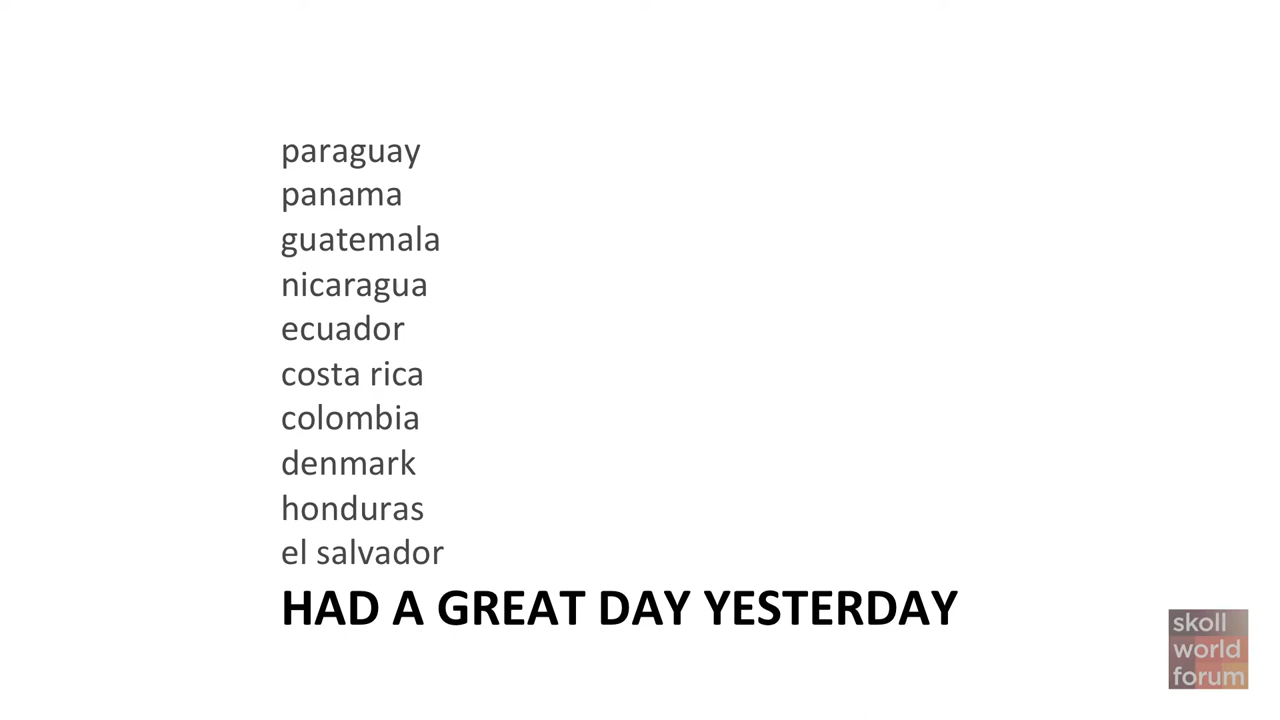 paraguay
panama
guatemala
nicaragua
ecuador
costa rica
colombia
denmark
honduras
el salvador
HAD A GREAT DAY YESTERDAY
skoll
world
forum